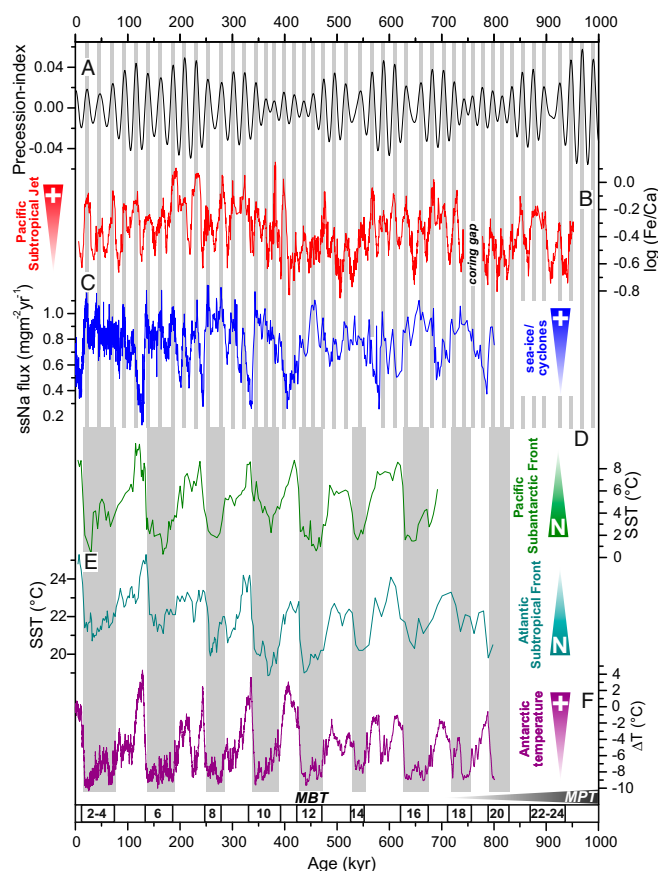 0 100 200 300 400 500 600 700 800 900 1000
A
Precession-index
0.04
0.00
-0.04
Pacific
Subtropical Jet
+
B
0.0
-0.2
-0.4
-0.6
-0.8
log (Fe/Ca)
coring gap
C
ssNa flux (mgm-2yr-1)
1.0
0.8
0.6
0.4
0.2
sea-ice/
cyclones
+
D
Pacific
Subantarctic Front
N
8
6
4
2
0
SST (°C)
E
SST (°C)
24
22
20
Atlantic
Subtropical Front
N
F
Antarctic
temperature
+
4
2
0
-2
-4
-6
-8
-10
ΔT (°C)
MBT
MPT
2-4 6 8 10 12 14 16 18 20 22-24
0 100 200 300 400 500 600 700 800 900 1000
Age (kyr)